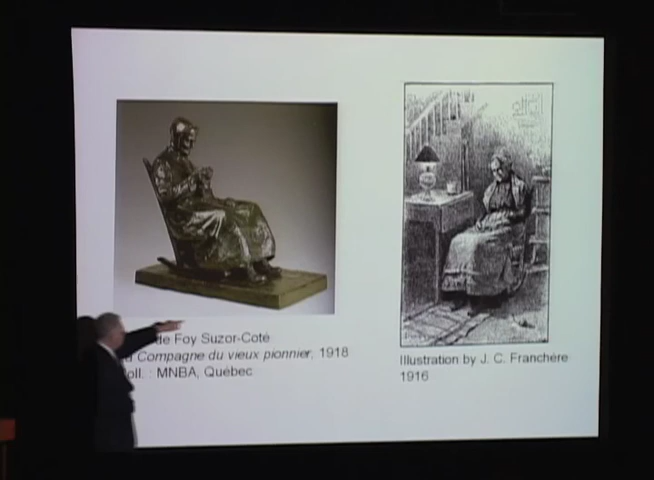 de Foy Suzor-Coté
Compagne du vieux pionnier, 1918
oll. : MNBA, Québec
Illustration by J. C. Franchère
1916